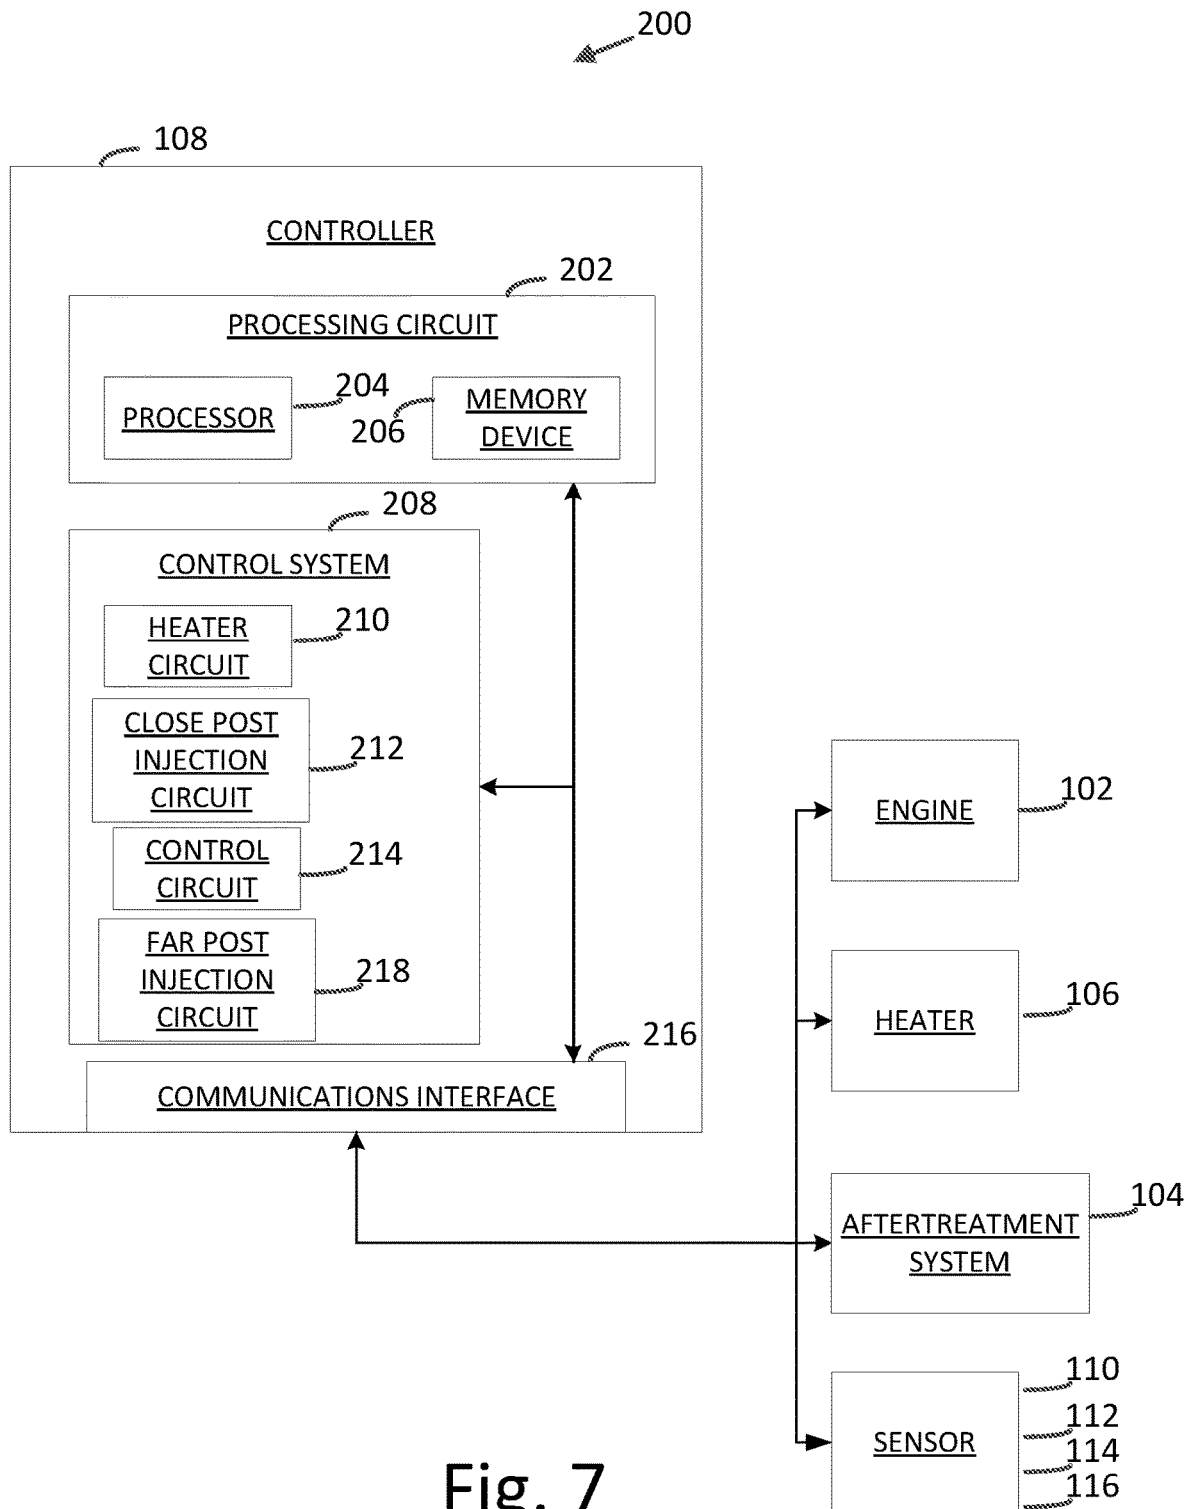 200
108
CONTROLLER
202
PROCESSING CIRCUIT
PROCESSOR
204
206
MEMORY
DEVICE
208
CONTROL SYSTEM
HEATER
CIRCUIT
210
CLOSE POST
INJECTION
CIRCUIT
212
CONTROL
CIRCUIT
214
FAR POST
INJECTION
CIRCUIT
218
216
COMMUNICATIONS INTERFACE
ENGINE
102
HEATER
106
AFTERTREATMENT
SYSTEM
104
SENSOR
110
112
114
116
Fig. 7